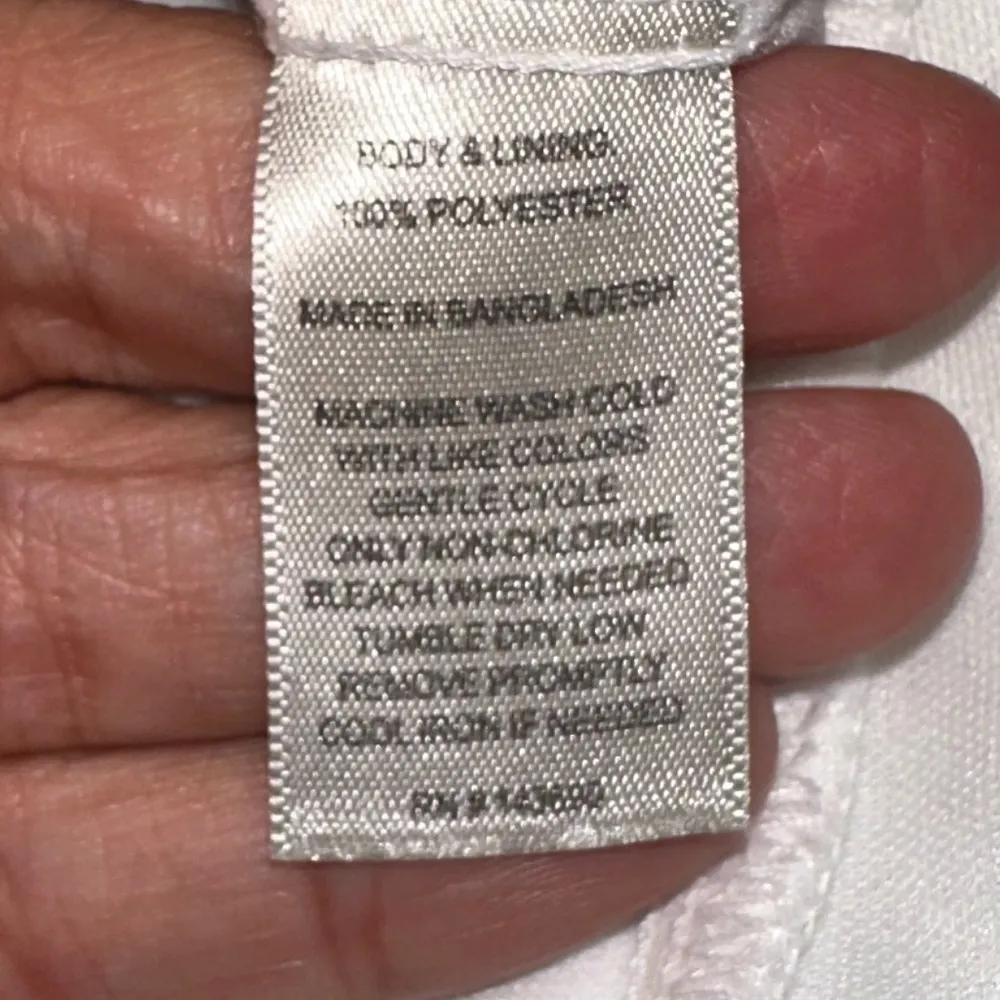 BODY & LINING
100% POLYESTER
MADE IN BANGLADESH
MACHINE WASH COLD
WITH LIKE COLORS
GENTLE CYCLE
ONLY NON-CHLORINE
BLEACH WHEN NEEDED
TUMBLE DRY LOW
REMOVE PROMPTLY
COOL IRON IF NEEDED
RN #